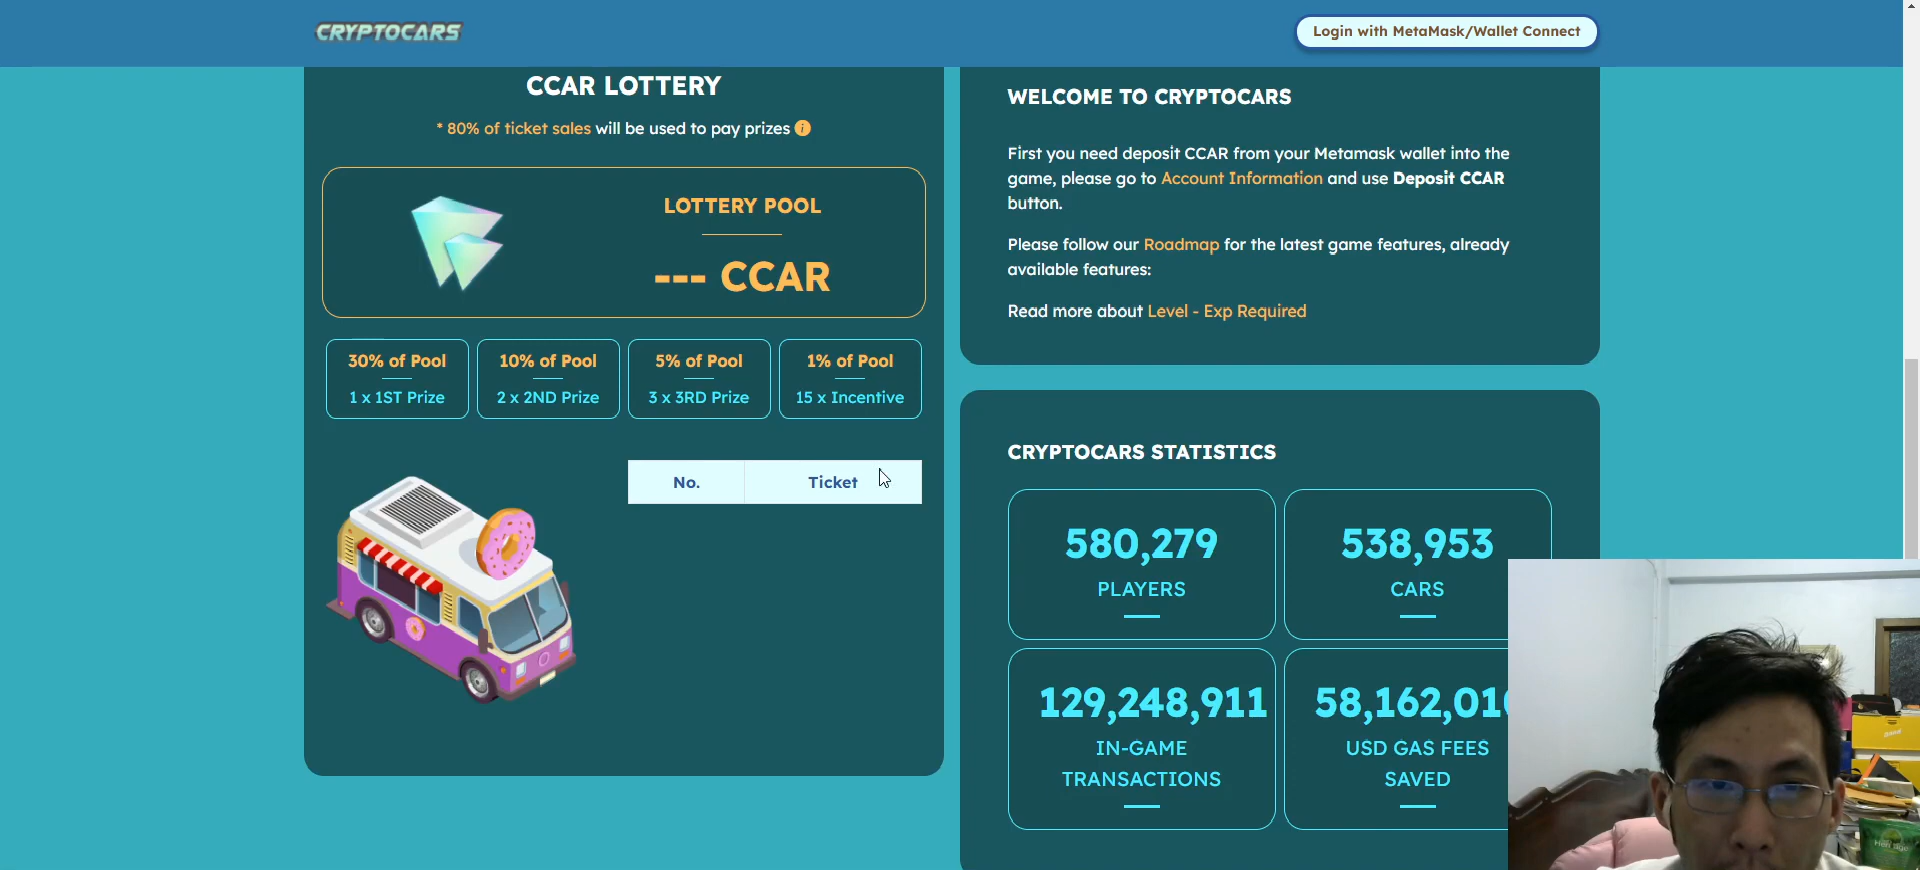 CRYPTOCARS
Login with MetaMask/Wallet Connect
CCAR LOTTERY
* 80% of ticket sales will be used to pay prizes i
LOTTERY POOL
--- CCAR
30% of Pool
1 x 1ST Prize
10% of Pool
2 x 2ND Prize
5% of Pool
3 x 3RD Prize
1% of Pool
15 x Incentive
No.
Ticket
WELCOME TO CRYPTOCARS
First you need deposit CCAR from your Metamask wallet into the
game, please go to Account Information and use Deposit CCAR
button.
Please follow our Roadmap for the latest game features, already
available features:
Read more about Level - Exp Required
CRYPTOCARS STATISTICS
580,279
PLAYERS
538,953
CARS
129,248,911
IN-GAME
TRANSACTIONS
USD GAS FEES
SAVED